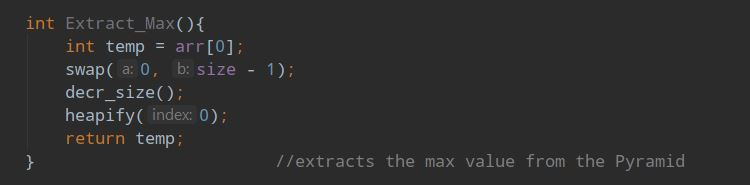 int Extract_Max(){
int temp = arr[0];
swap( a: 0, b: size - 1);
decr_size();
heapify( index: 0);
return temp;
} //extracts the max value from the Pyramid